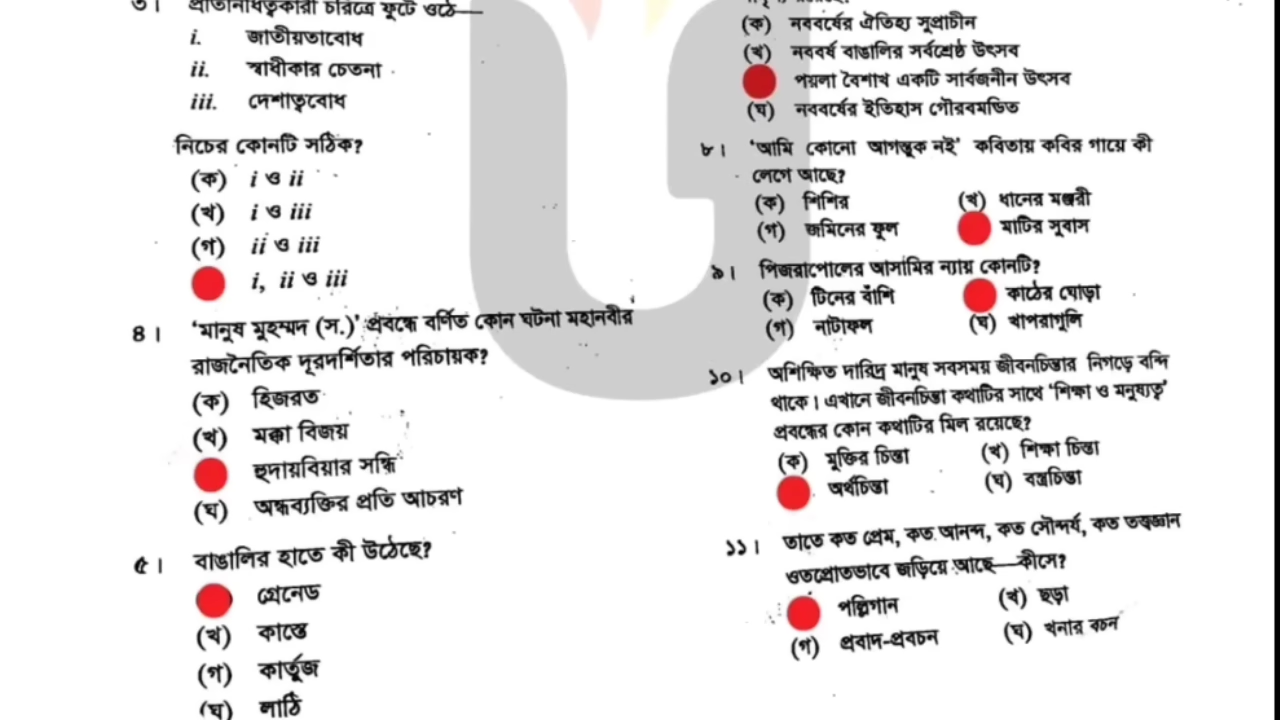 ৩। প্রতিনিধিত্বকারী চরিত্রে ফুটে ওঠে—
i. জাতীয়তাবোধ
ii. স্বাধীকার চেতনা
iii. দেশাত্ববোধ
নিচের কোনটি সঠিক?
(ক) i ও ii
(খ) i ও iii
(গ) ii ও iii
i, ii ও iii
৪। ‘মানুষ মুহম্মদ (স.)’ প্রবন্ধে বর্ণিত কোন ঘটনা মহানবীর
রাজনৈতিক দূরদর্শিতার পরিচায়ক?
(ক) হিজরত
(খ) মক্কা বিজয়
হুদায়বিয়ার সন্ধি
(ঘ) অন্ধব্যক্তির প্রতি আচরণ
৫। বাঙালির হাতে কী উঠেছে?
গ্রেনেড
(খ) কাস্তে
(গ) কার্তুজ
(ঘ) লাঠি
(ক) নববর্ষের ঐতিহ্য সুপ্রাচীন
(খ) নববর্ষ বাঙালির সর্বশ্রেষ্ঠ উৎসব
পয়লা বৈশাখ একটি সার্বজনীন উৎসব
(ঘ) নববর্ষের ইতিহাস গৌরবমন্ডিত
৮। ‘আমি কোনো আগন্তুক নই’ কবিতায় কবির গায়ে কী
লেগে আছে?
(ক) শিশির (খ) ধানের মঞ্জরী
(গ) জমিনের ফুল মাটির সুবাস
৯। পিজরাপোলের আসামির ন্যায় কোনটি?
(ক) টিনের বাঁশি কাঠের ঘোড়া
(গ) নাটাফল (ঘ) খাপরাগুলি
১০। অশিক্ষিত দারিদ্র মানুষ সবসময় জীবনচিন্তার নিগড়ে বন্দি
থাকে। এখানে জীবনচিন্তা কথাটির সাথে ‘শিক্ষা ও মনুষ্যত্ব’
প্রবন্ধের কোন কথাটির মিল রয়েছে?
(ক) মুক্তির চিন্তা (খ) শিক্ষা চিন্তা
অর্থচিন্তা (ঘ) বস্ত্রচিন্তা
১১। তাতে কত প্রেম, কত আনন্দ, কত সৌন্দর্য, কত তত্ত্বজ্ঞান
ওতপ্রোতভাবে জড়িয়ে আছে—কীসে?
পল্লিগান (খ) ছড়া
(গ) প্রবাদ-প্রবচন (ঘ) খনার বচন